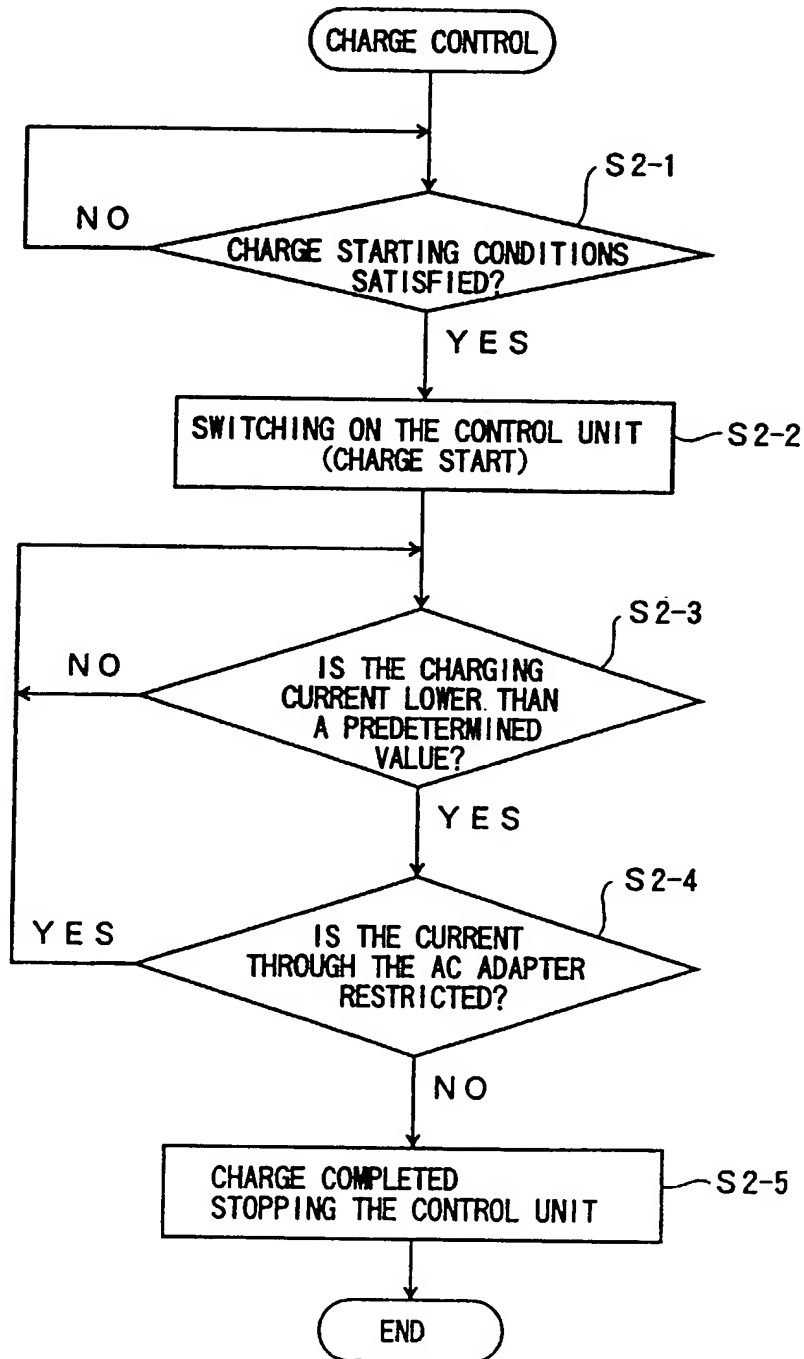 CHARGE CONTROL
S2-1
NO
CHARGE STARTING CONDITIONS
SATISFIED?
YES
SWITCHING ON THE CONTROL UNIT
(CHARGE START)
S2-2
S2-3
NO
IS THE CHARGING
CURRENT LOWER THAN
A PREDETERMINED
VALUE?
YES
S2-4
YES
IS THE CURRENT
THROUGH THE AC ADAPTER
RESTRICTED?
NO
CHARGE COMPLETED
STOPPING THE CONTROL UNIT
S2-5
END